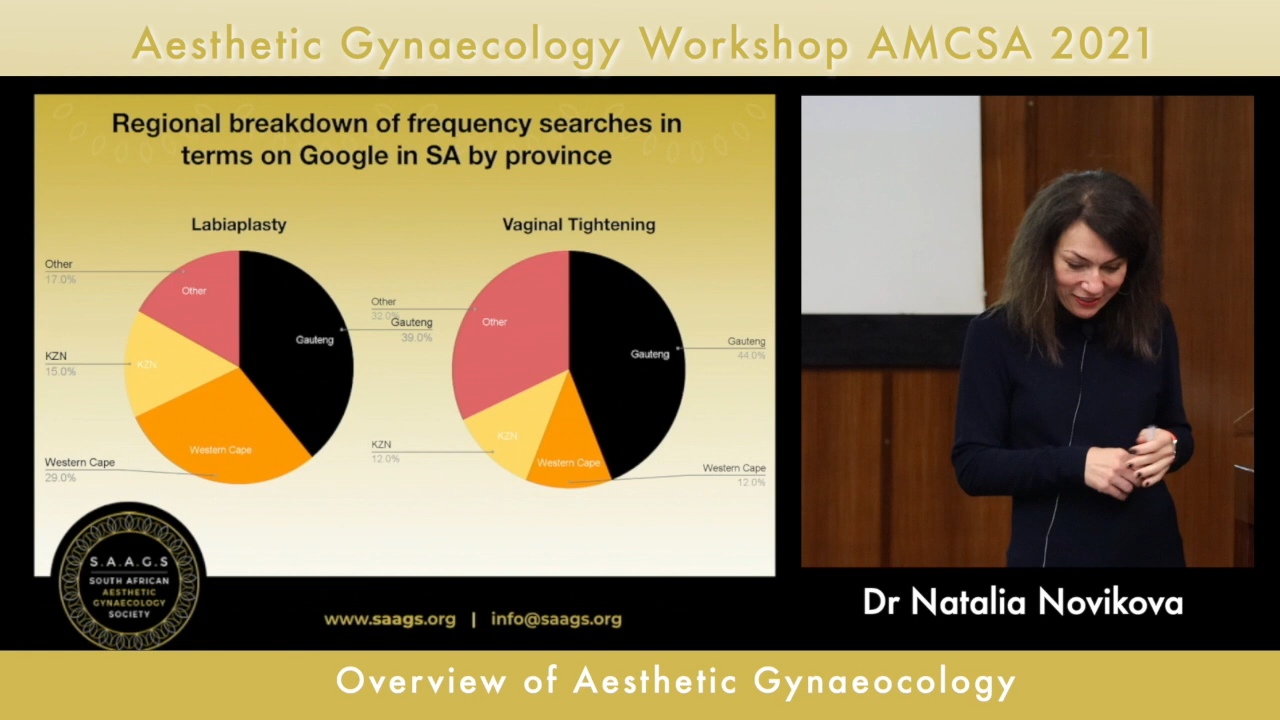 Aesthetic Gynaecology Workshop AMCSA 2021
Regional breakdown of frequency searches in
terms on Google in SA by province
Labiaplasty
Other
17.0%
Other
KZN
15.0%
KZN
Gauteng
Gauteng
39.0%
Western Cape
Western Cape
29.0%
Vaginal Tightening
Other
32.0%
Other
Gauteng
Gauteng
44.0%
KZN
KZN
12.0%
Western Cape
Western Cape
12.0%
S.A.A.G.S
SOUTH AFRICAN
AESTHETIC
GYNAECOLOGY
SOCIETY
www.saags.org | info@saags.org
Dr Natalia Novikova
Overview of Aesthetic Gynaeocology